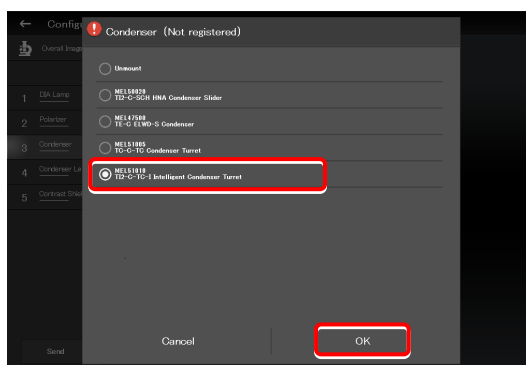 ← Config
Condenser (Not registered)
Overall Image
Unmount
1 DIA Lamp
MEL50020
TI2-C-SCH HNA Condenser Slider
2 Polarizer
MEL47500
TE-C ELWD-S Condenser
3 Condenser
MEL51005
TC-C-TC Condenser Turret
4 Condenser Le
MEL51010
TI2-C-TC-I Intelligent Condenser Turret
5 Contrast Shie
Send
Cancel
OK